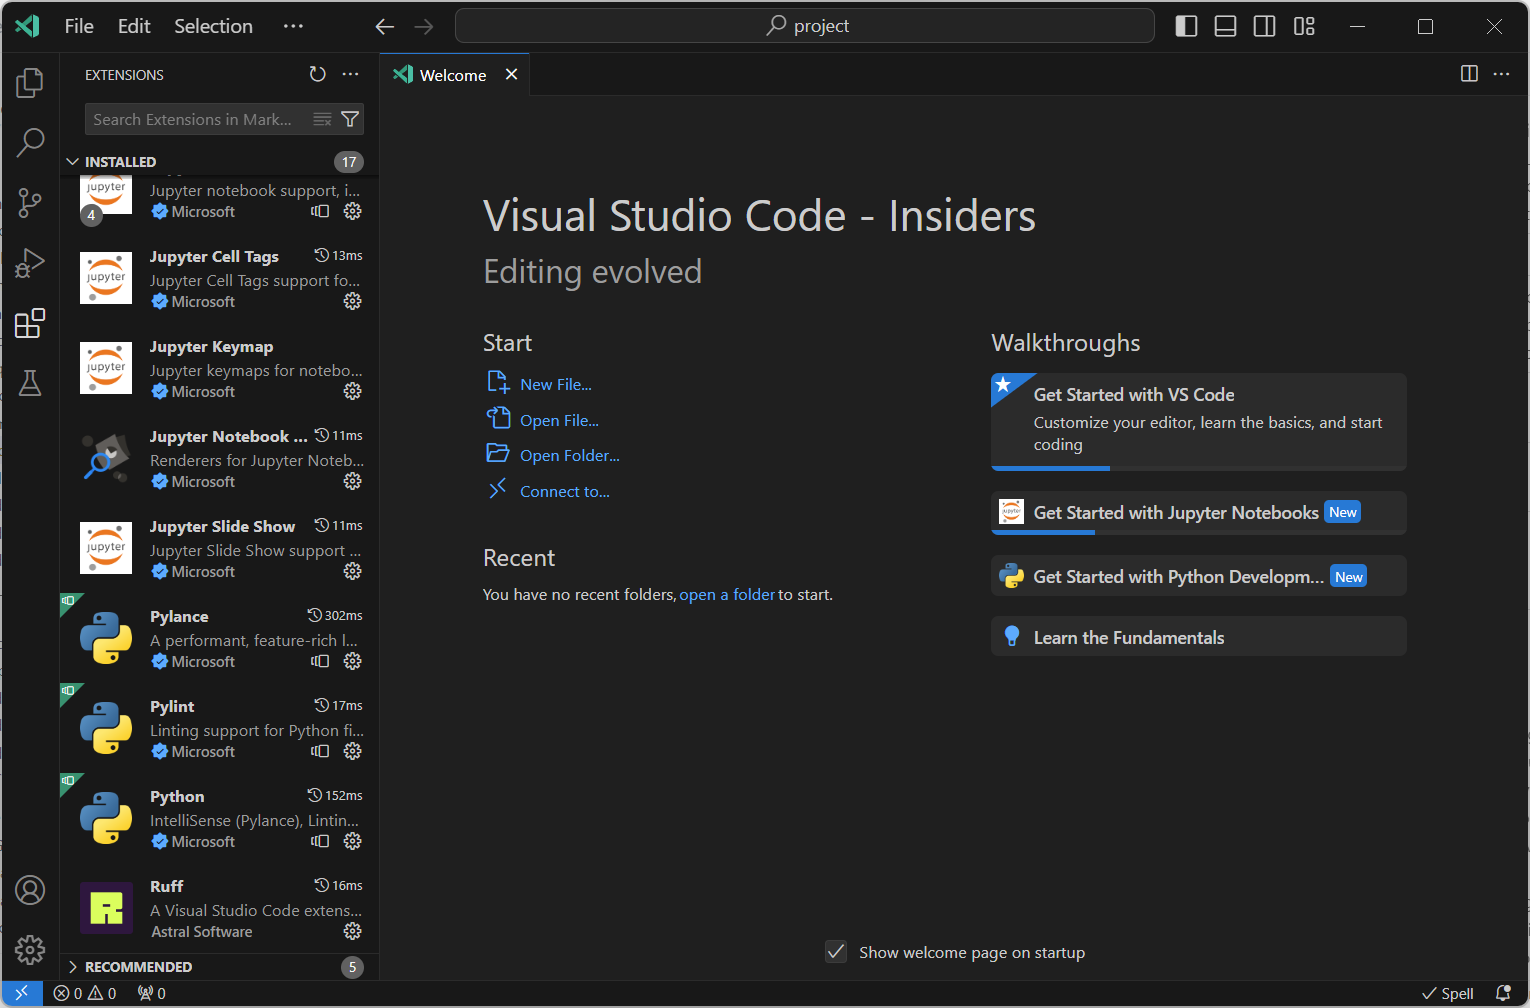 File Edit Selection ···
project
EXTENSIONS
Welcome
Search Extensions in Mark...
INSTALLED 17
jupyter
Jupyter notebook support, i...
4
Microsoft
Jupyter Cell Tags 13ms
jupyter
Jupyter Cell Tags support fo...
Microsoft
Jupyter Keymap
jupyter
Jupyter keymaps for notebo...
Microsoft
Jupyter Notebook ... 11ms
Renderers for Jupyter Noteb...
Microsoft
Jupyter Slide Show 11ms
jupyter
Jupyter Slide Show support ...
Microsoft
Pylance 302ms
A performant, feature-rich l...
Microsoft
Pylint 17ms
Linting support for Python fi...
Microsoft
Python 152ms
IntelliSense (Pylance), Lintin...
Microsoft
Ruff 16ms
A Visual Studio Code extens...
Astral Software
RECOMMENDED 5
Visual Studio Code - Insiders
Editing evolved
Start
New File...
Open File...
Open Folder...
Connect to...
Recent
You have no recent folders, open a folder to start.
Walkthroughs
Get Started with VS Code
Customize your editor, learn the basics, and start
coding
jupyter
Get Started with Jupyter Notebooks New
Get Started with Python Developm... New
Learn the Fundamentals
Show welcome page on startup
0 0 0
Spell